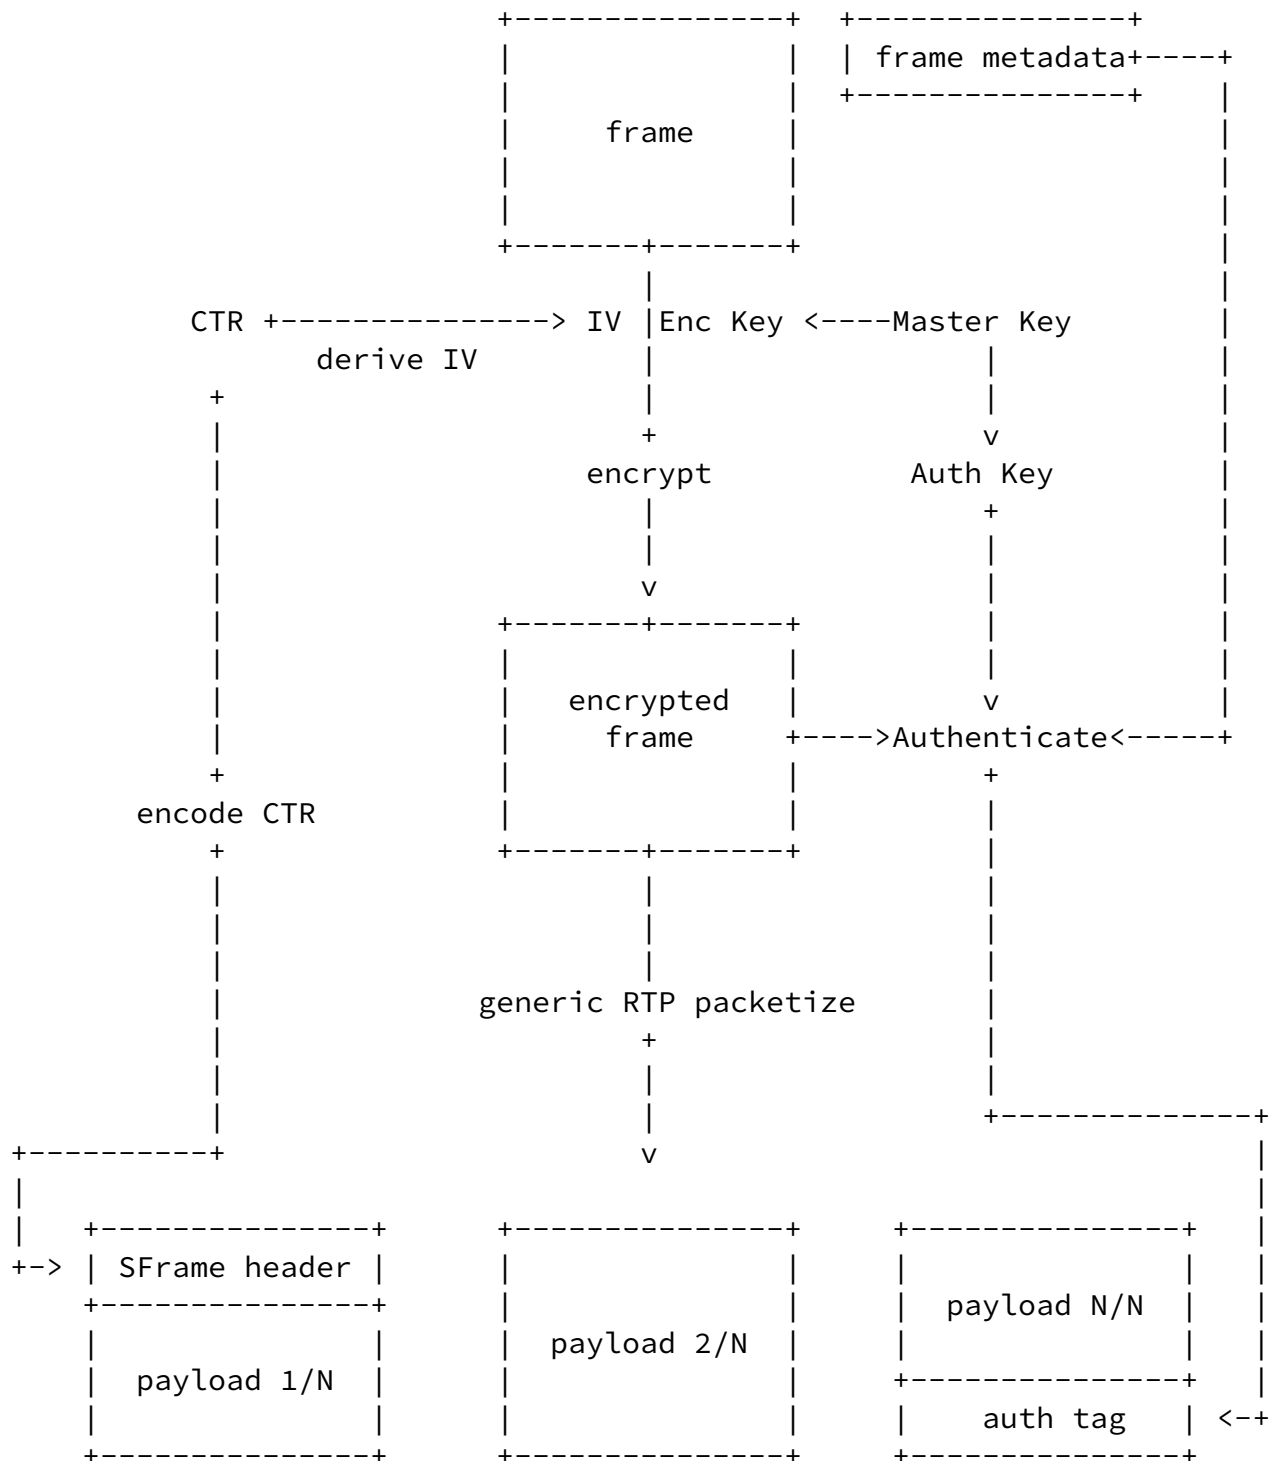 frame metadata
frame
CTR IV Enc Key Master Key
derive IV
encrypt Auth Key
encrypted
frame Authenticate
encode CTR
generic RTP packetize
SFrame header
payload N/N
payload 2/N
payload 1/N
auth tag